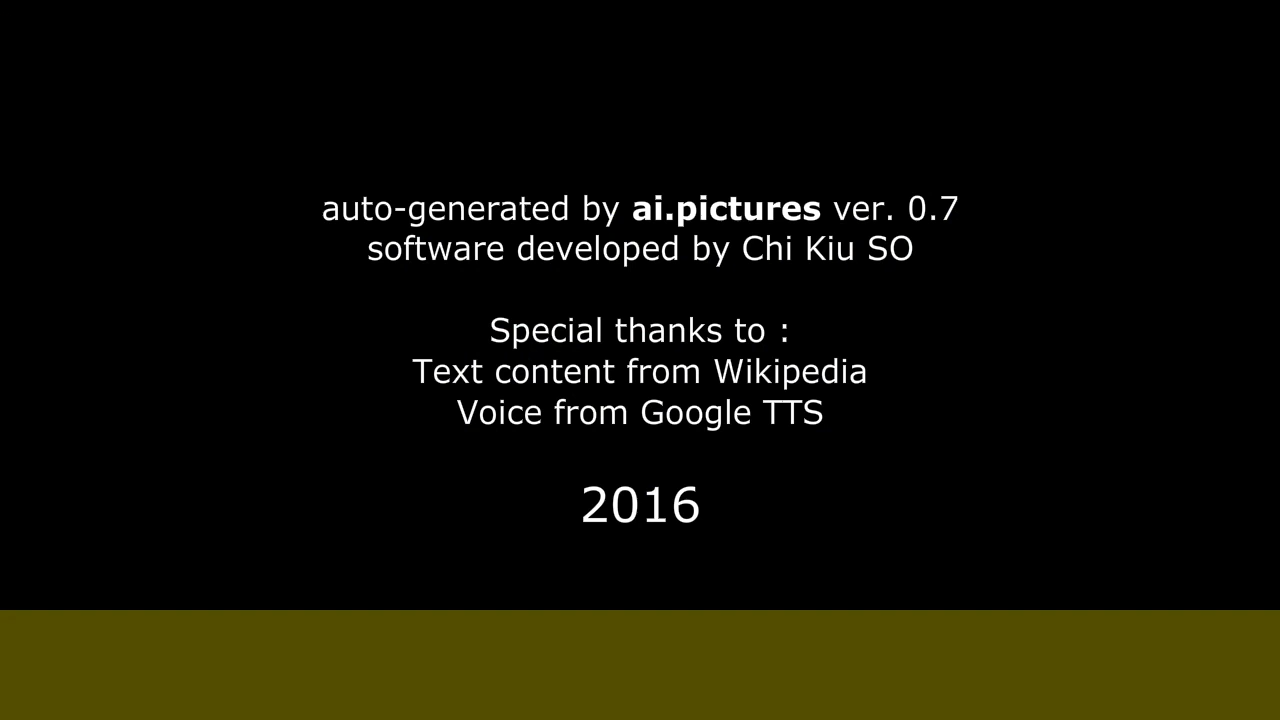 auto-generated by ai.pictures ver. 0.7
software developed by Chi Kiu SO
Special thanks to :
Text content from Wikipedia
Voice from Google TTS
2016